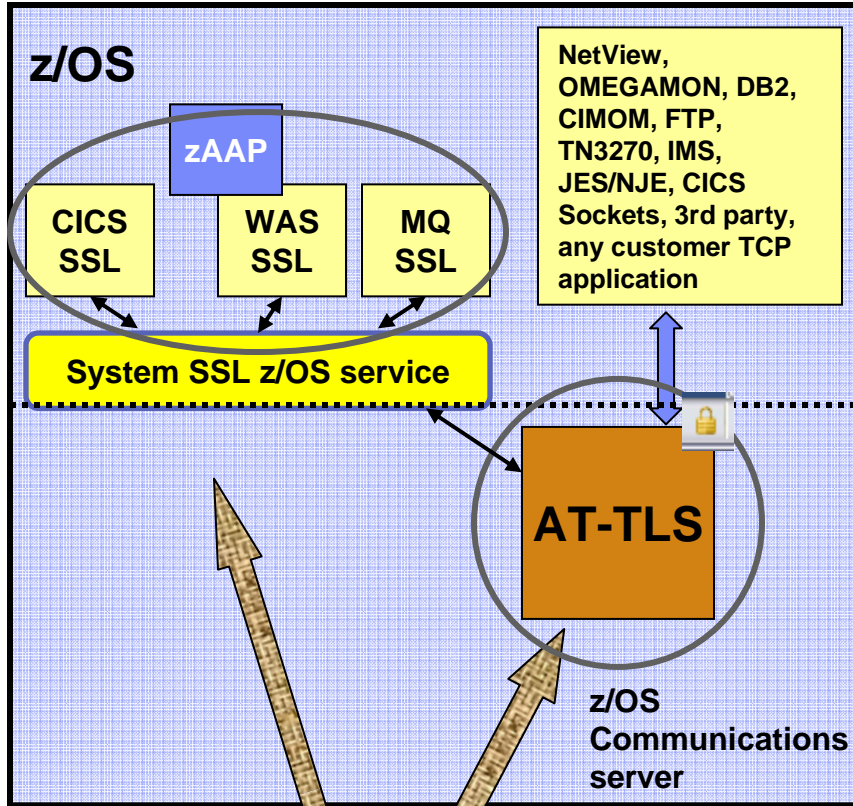 z/OS
zAAP
CICS
SSL
WAS
SSL
MQ
SSL
System SSL z/OS service
NetView,
OMEGAMON, DB2,
CIMOM, FTP,
TN3270, IMS,
JES/NJE, CICS
Sockets, 3rd party,
any customer TCP
application
AT-TLS
z/OS
Communications
server